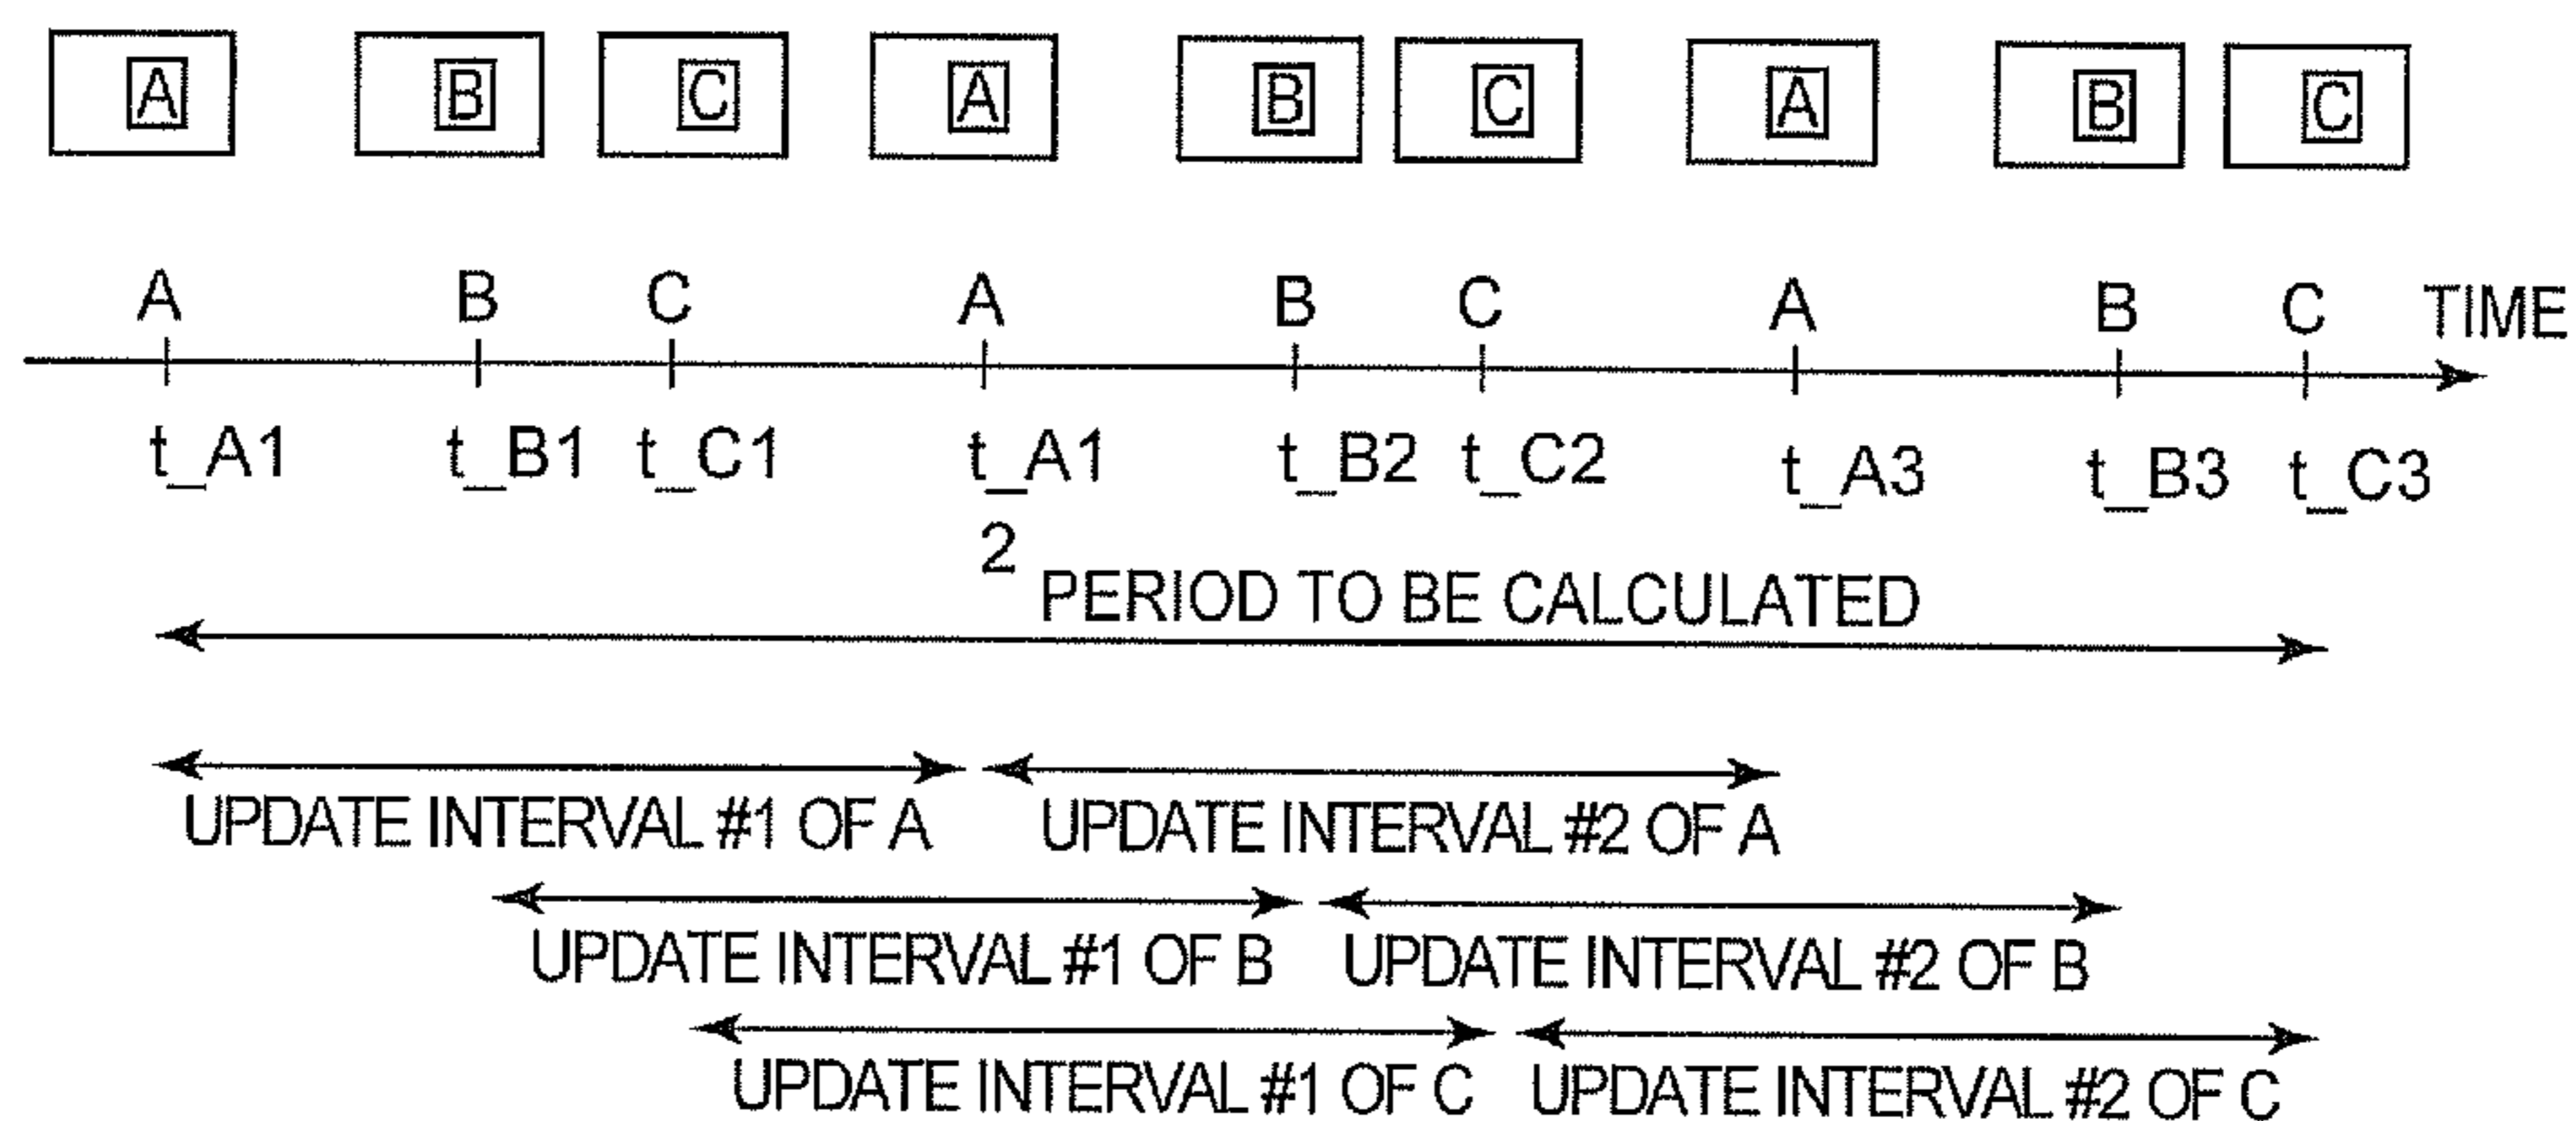 A B C A B C A B C
A B C A B C A B C TIME
t_A1 t_B1 t_C1 t_A1 t_B2 t_C2 t_A3 t_B3 t_C3
2
PERIOD TO BE CALCULATED
UPDATE INTERVAL #1 OF A UPDATE INTERVAL #2 OF A
UPDATE INTERVAL #1 OF B UPDATE INTERVAL #2 OF B
UPDATE INTERVAL #1 OF C UPDATE INTERVAL #2 OF C